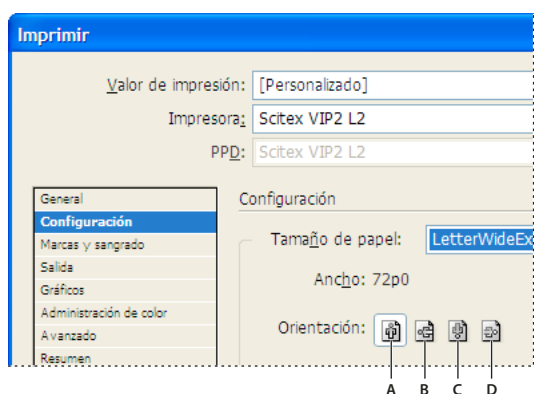 Imprimir
Valor de impresión: [Personalizado]
Impresora: Scitex VIP2 L2
PPD: Scitex VIP2 L2
General
Configuración
Marcas y sangrado
Salida
Gráficos
Administración de color
Avanzado
Resumen
Configuración
Tamaño de papel: LetterWideEx
Ancho: 72p0
Orientación:
A B C D